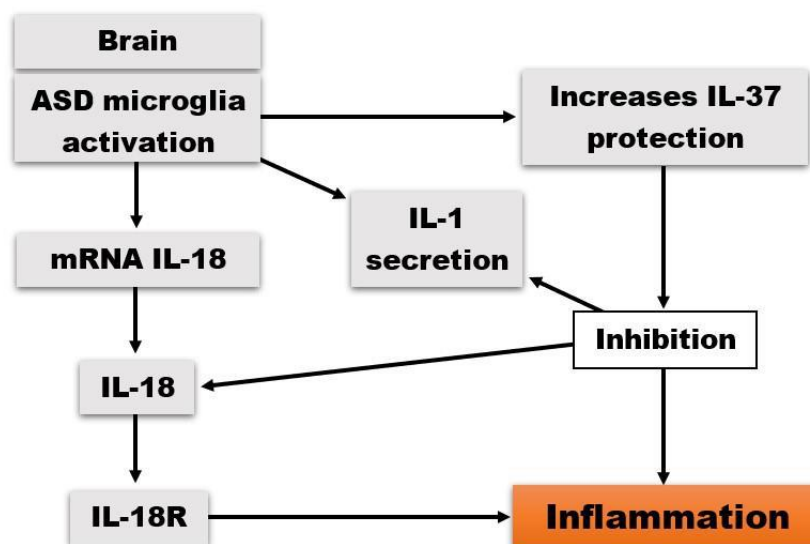 Brain
ASD microglia
activation
Increases IL-37
protection
IL-1
secretion
mRNA IL-18
Inhibition
IL-18
IL-18R
Inflammation